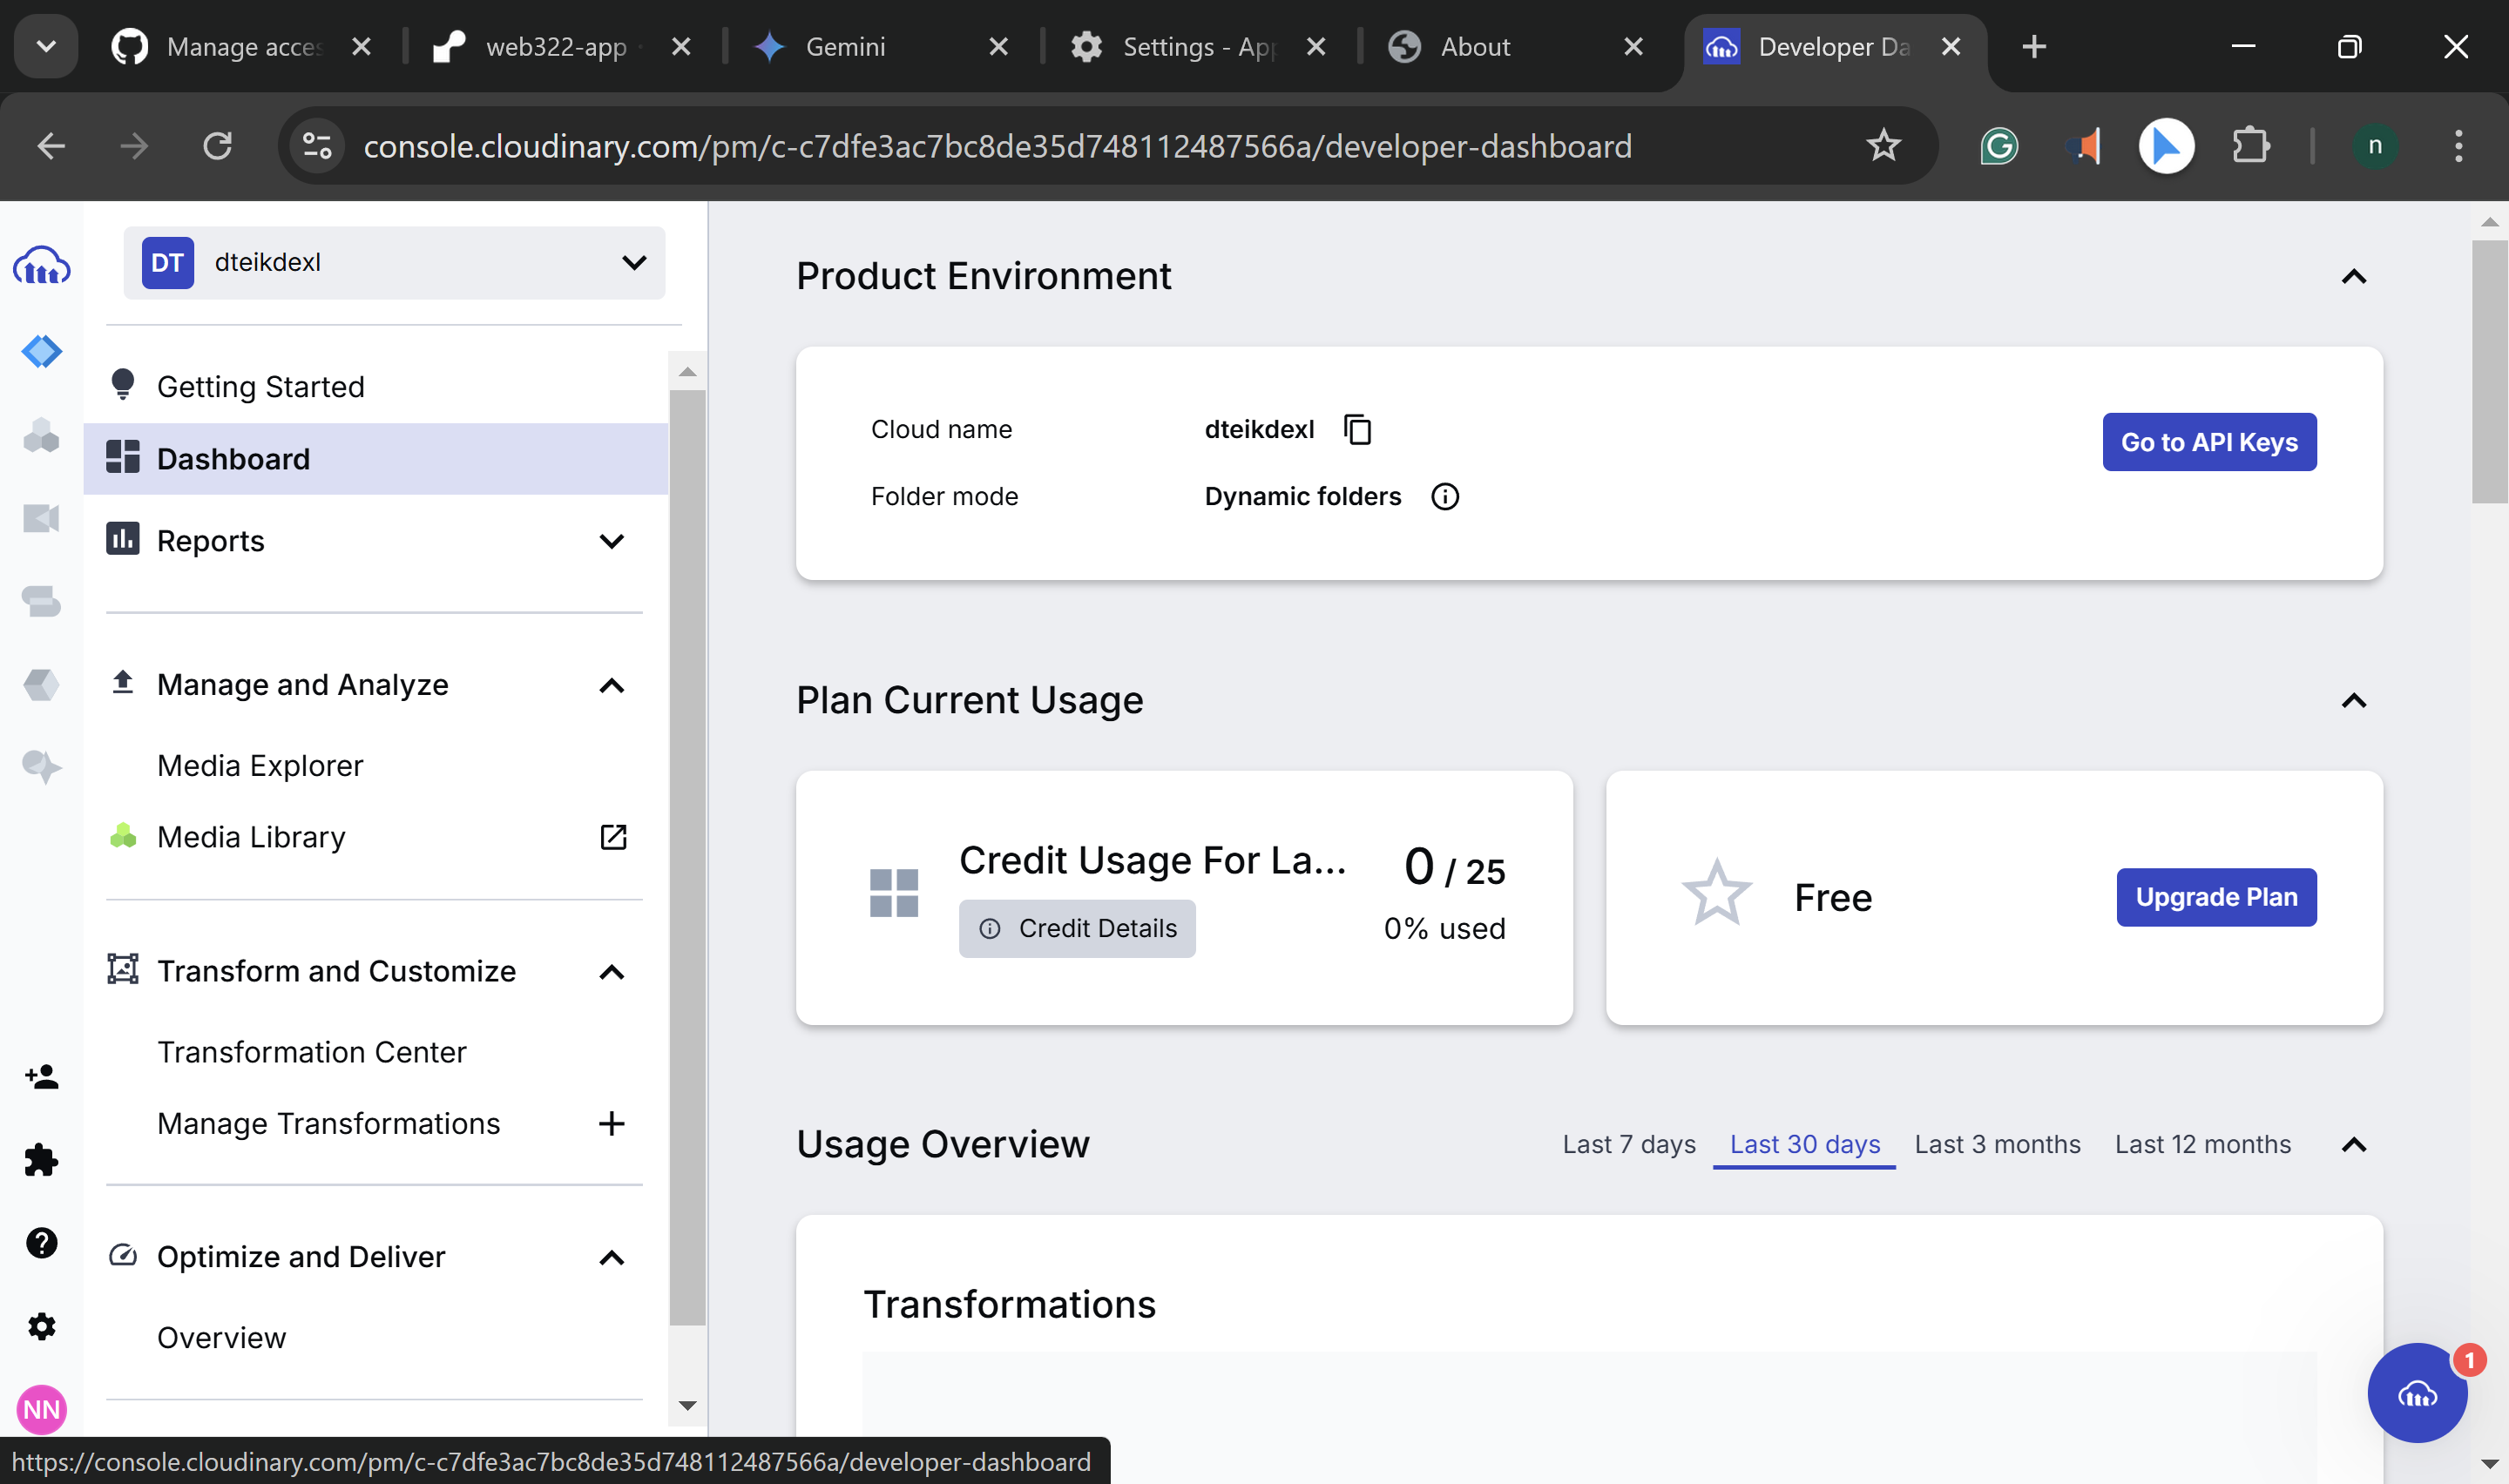 Manage acces
web322-app
Gemini
Settings - App
About
Developer Da
console.cloudinary.com/pm/c-c7dfe3ac7bc8de35d748112487566a/developer-dashboard
n
DT dteikdexl
Getting Started
Dashboard
Reports
Manage and Analyze
Media Explorer
Media Library
Transform and Customize
Transformation Center
Manage Transformations
Optimize and Deliver
Overview
NN
Product Environment
Cloud name dteikdexl
Go to API Keys
Folder mode Dynamic folders
Plan Current Usage
Credit Usage For La...
0 / 25
Credit Details
0% used
Free
Upgrade Plan
Usage Overview
Last 7 days Last 30 days Last 3 months Last 12 months
Transformations
1
https://console.cloudinary.com/pm/c-c7dfe3ac7bc8de35d748112487566a/developer-dashboard